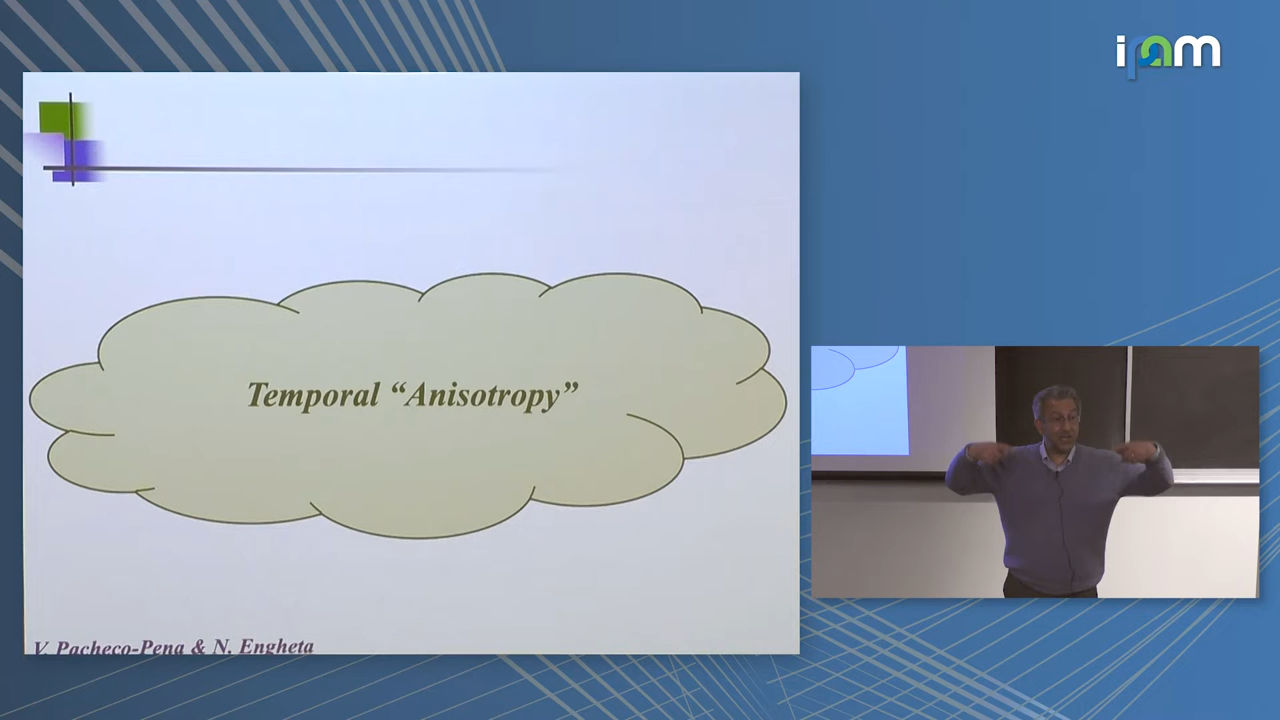 ipam
Temporal “Anisotropy”
V. Pacheco-Pena & N. Engheta